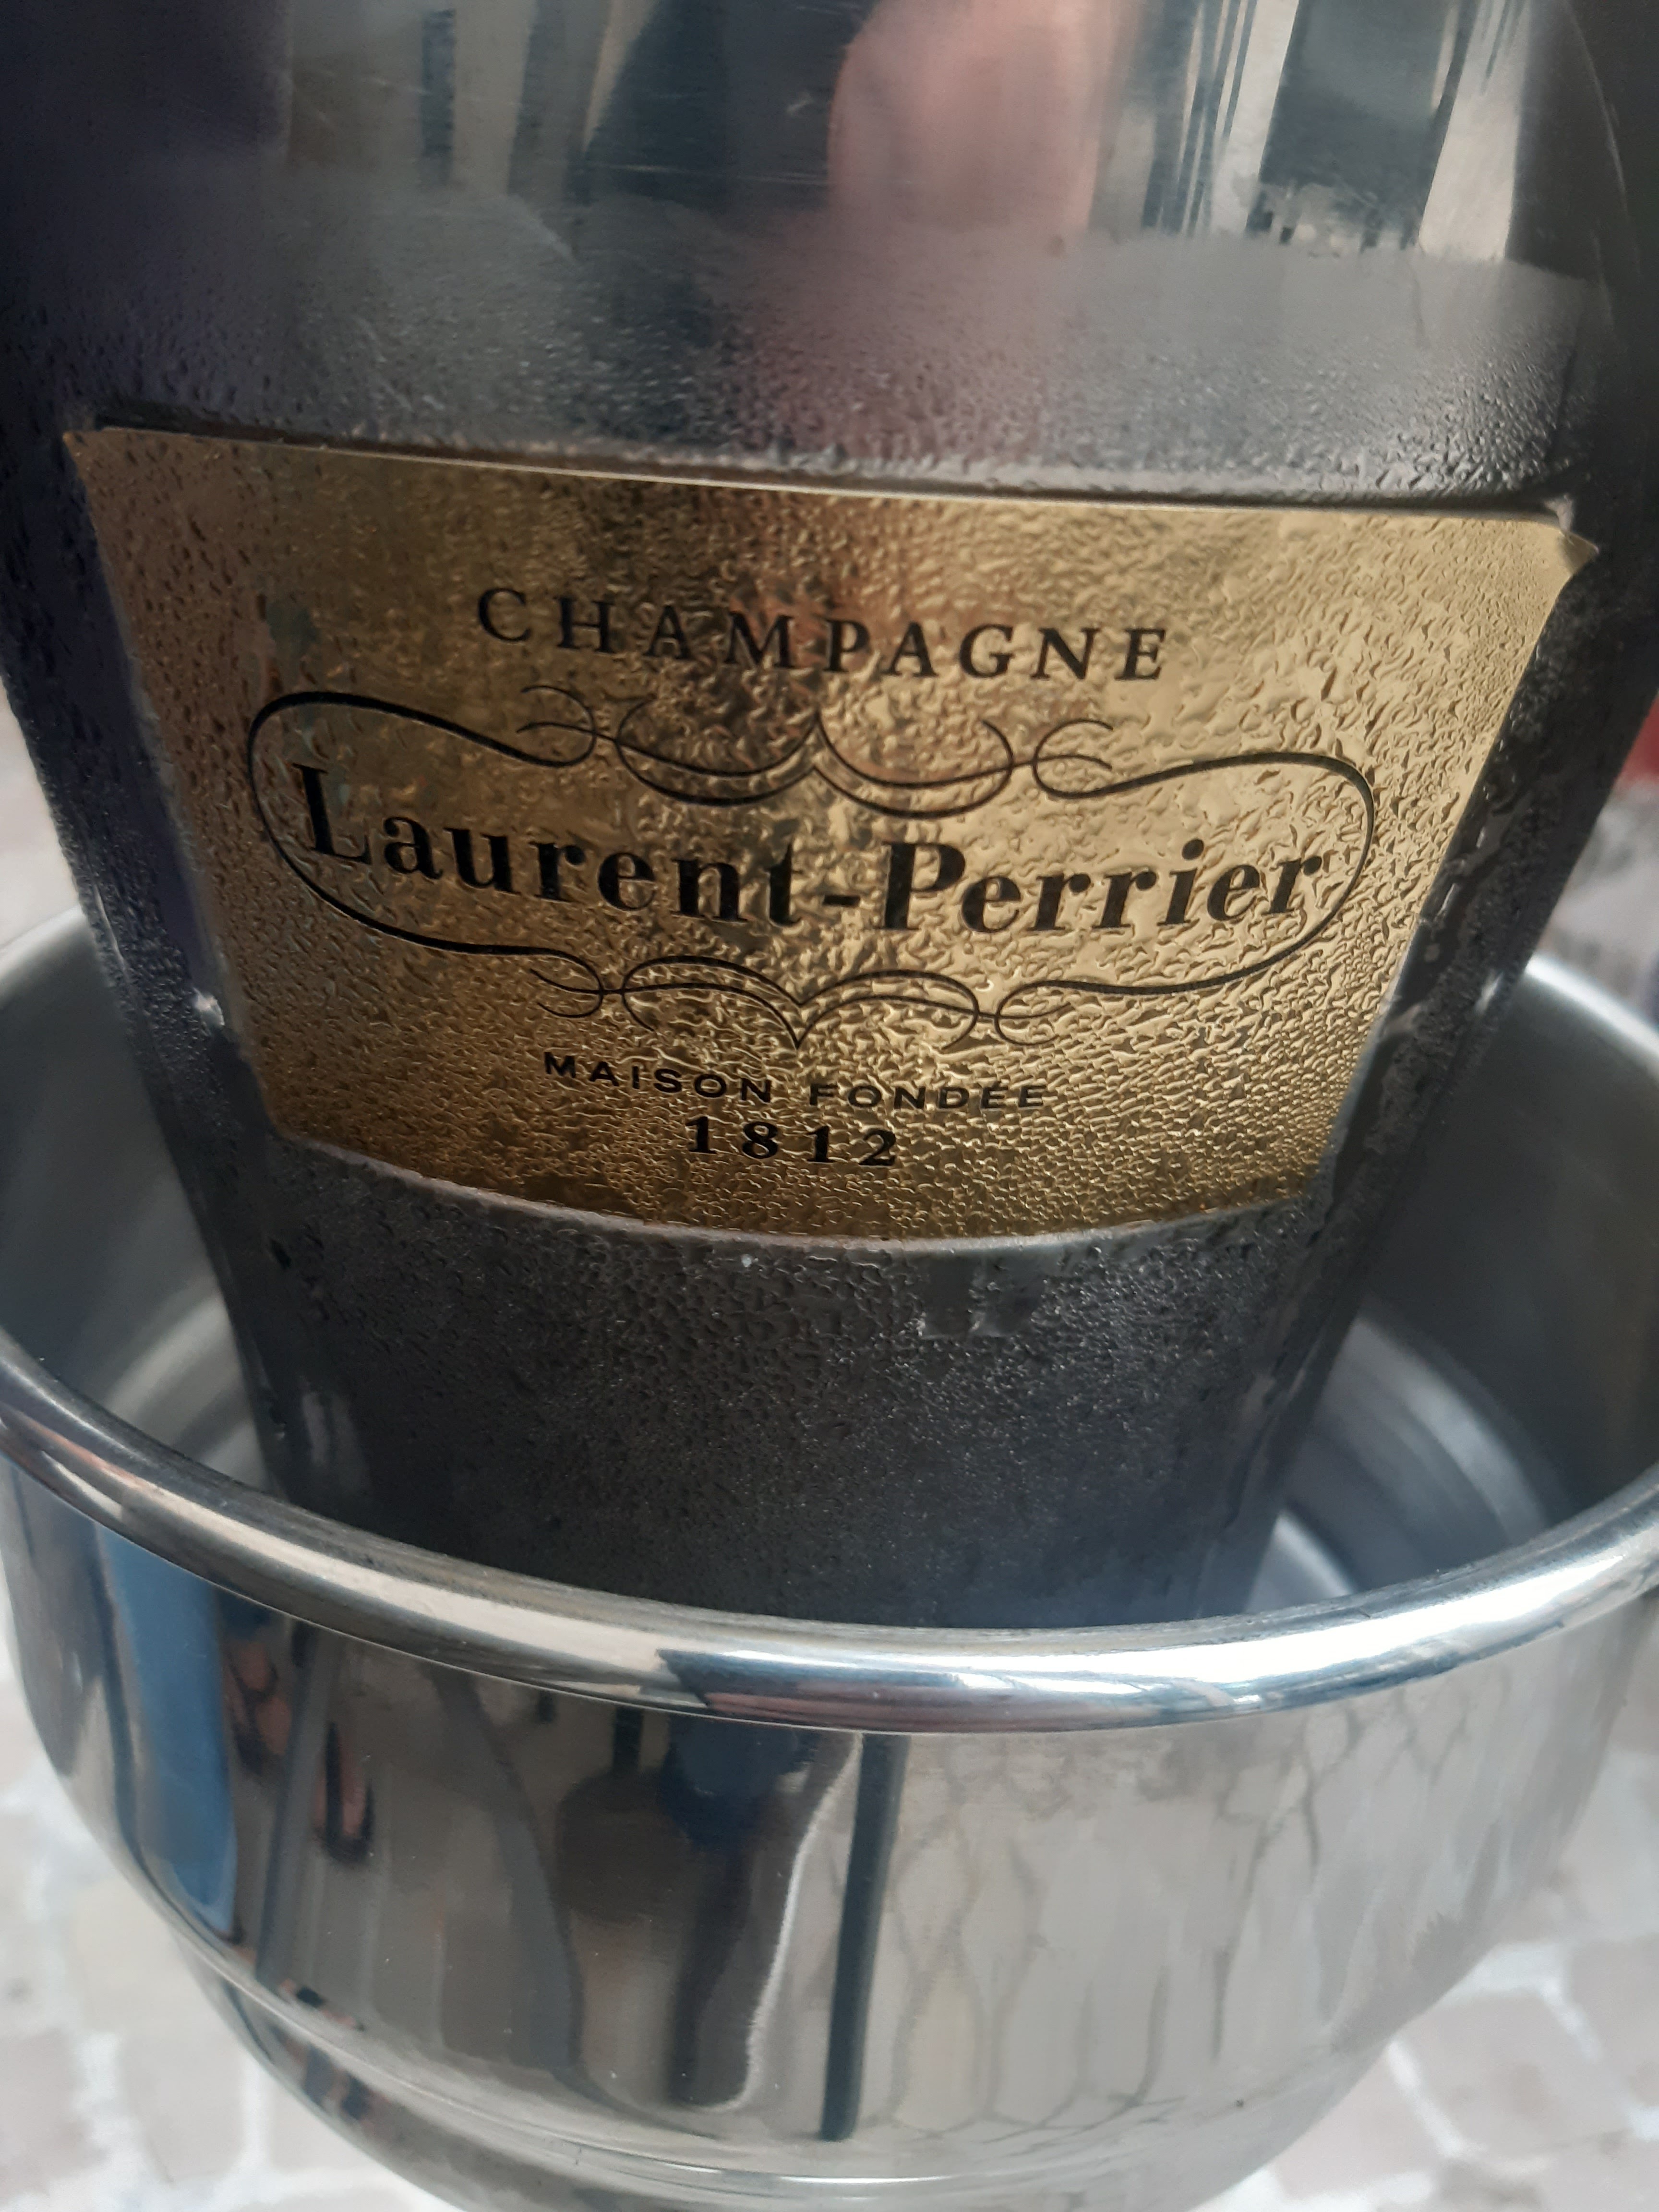 CHAMPAGNE
Laurent-Perrier
MAISON FONDÉE
1812